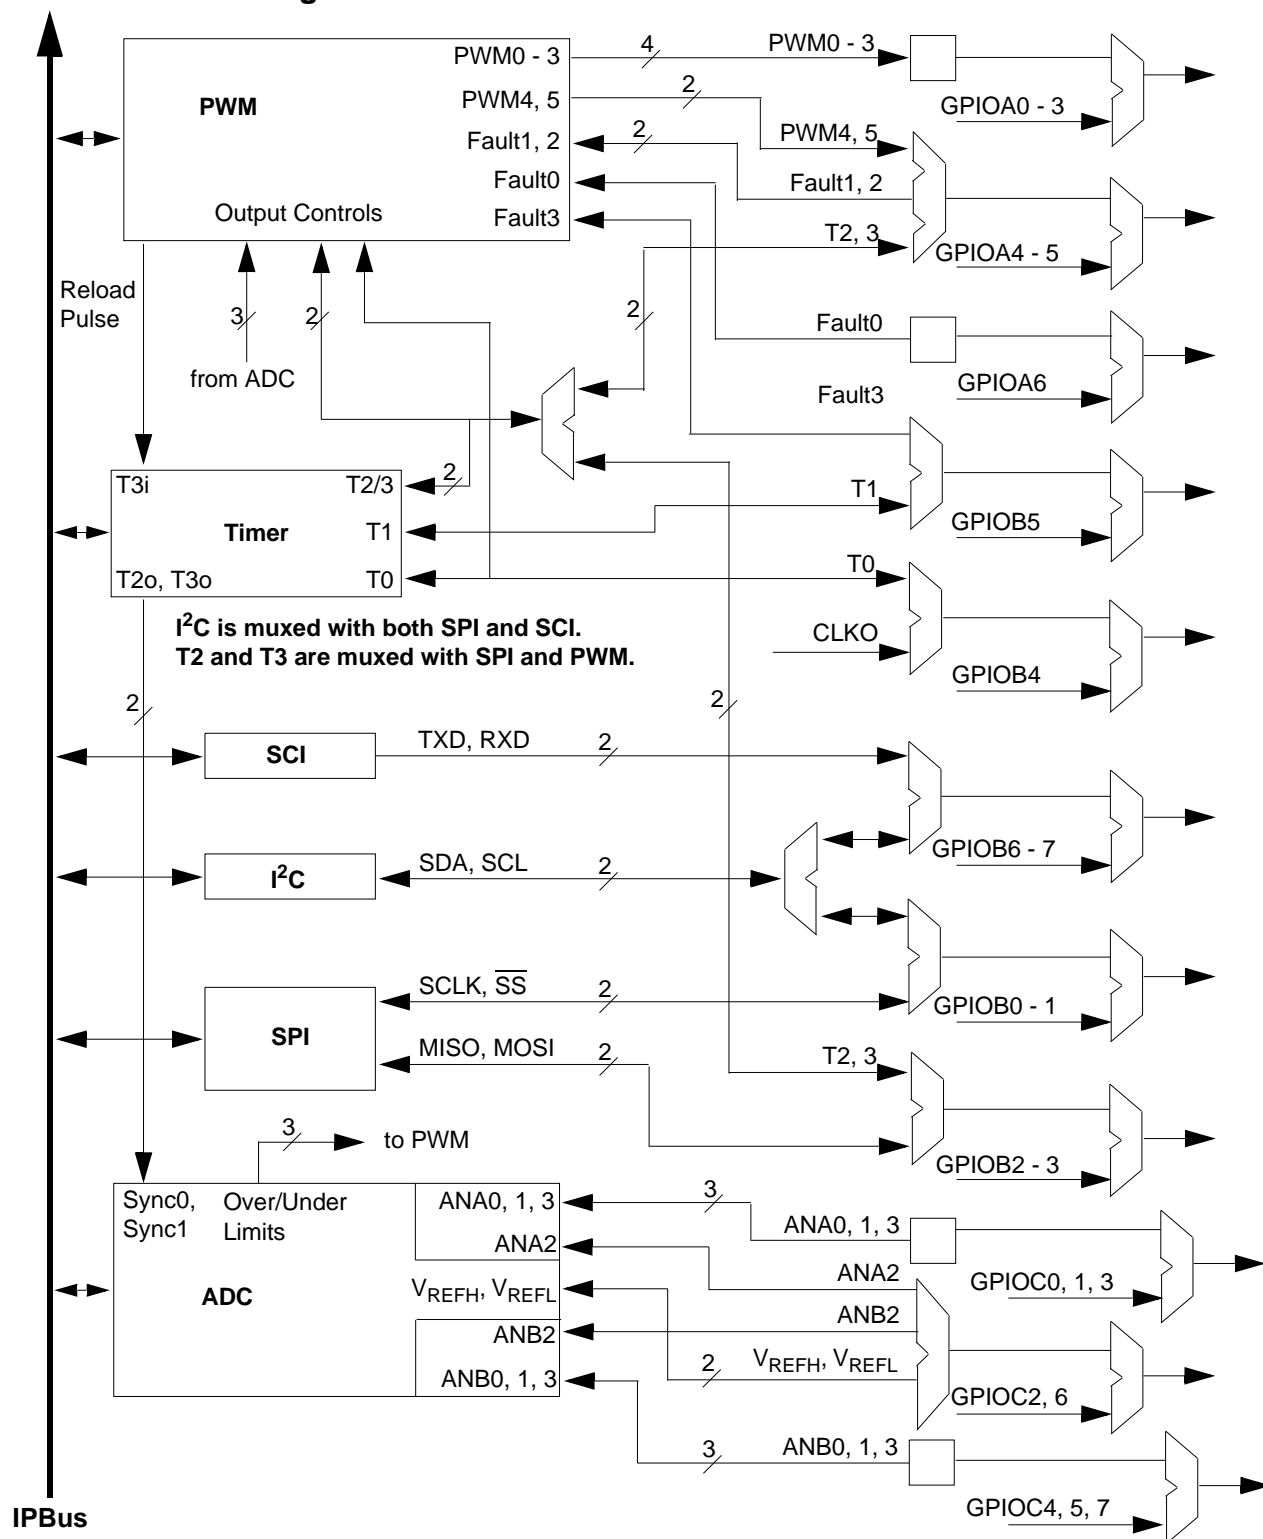 4
PWM0 - 3
PWM0 - 3
2
PWM4, 5
PWM
GPIOA0 - 3
2
Fault1, 2
PWM4, 5
Fault0
Fault1, 2
Output Controls
Fault3
T2, 3
GPIOA4 - 5
Reload
Pulse
3
2
2
Fault0
from ADC
GPIOA6
Fault3
T3i
T2/3
2
T1
Timer
T1
GPIOB5
T2o, T3o
T0
T0
I2C is muxed with both SPI and SCI.
CLKO
T2 and T3 are muxed with SPI and PWM.
GPIOB4
2
2
SCI
TXD, RXD
2
GPIOB6 - 7
I2C
SDA, SCL
2
SCLK, SS
2
GPIOB0 - 1
SPI
MISO, MOSI
2
T2, 3
3
to PWM
GPIOB2 - 3
Sync0,
Sync1
Over/Under
Limits
ANA0, 1, 3
3
ANA0, 1, 3
ANA2
ANA2
GPIOC0, 1, 3
ADC
VREFH, VREFL
ANB2
ANB2
2
VREFH, VREFL
ANB0, 1, 3
GPIOC2, 6
3
ANB0, 1, 3
GPIOC4, 5, 7
IPBus